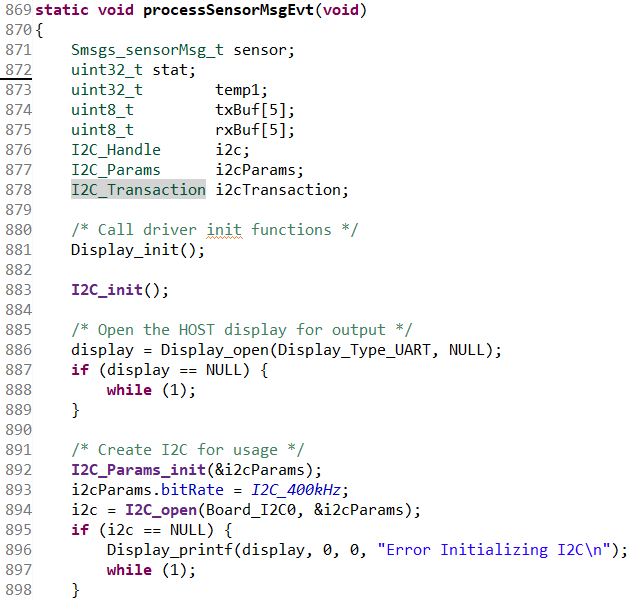 869 static void processSensorMsgEvt(void)
870 {
871     Smsgs_sensorMsg_t sensor;
872     uint32_t stat;
873     uint32_t        temp1;
874     uint8_t         txBuf[5];
875     uint8_t         rxBuf[5];
876     I2C_Handle      i2c;
877     I2C_Params      i2cParams;
878     I2C_Transaction i2cTransaction;
879
880     /* Call driver init functions */
881     Display_init();
882
883     I2C_init();
884
885     /* Open the HOST display for output */
886     display = Display_open(Display_Type_UART, NULL);
887     if (display == NULL) {
888         while (1);
889     }
890
891     /* Create I2C for usage */
892     I2C_Params_init(&i2cParams);
893     i2cParams.bitRate = I2C_400kHz;
894     i2c = I2C_open(Board_I2C0, &i2cParams);
895     if (i2c == NULL) {
896         Display_printf(display, 0, 0, "Error Initializing I2C\n");
897         while (1);
898     }